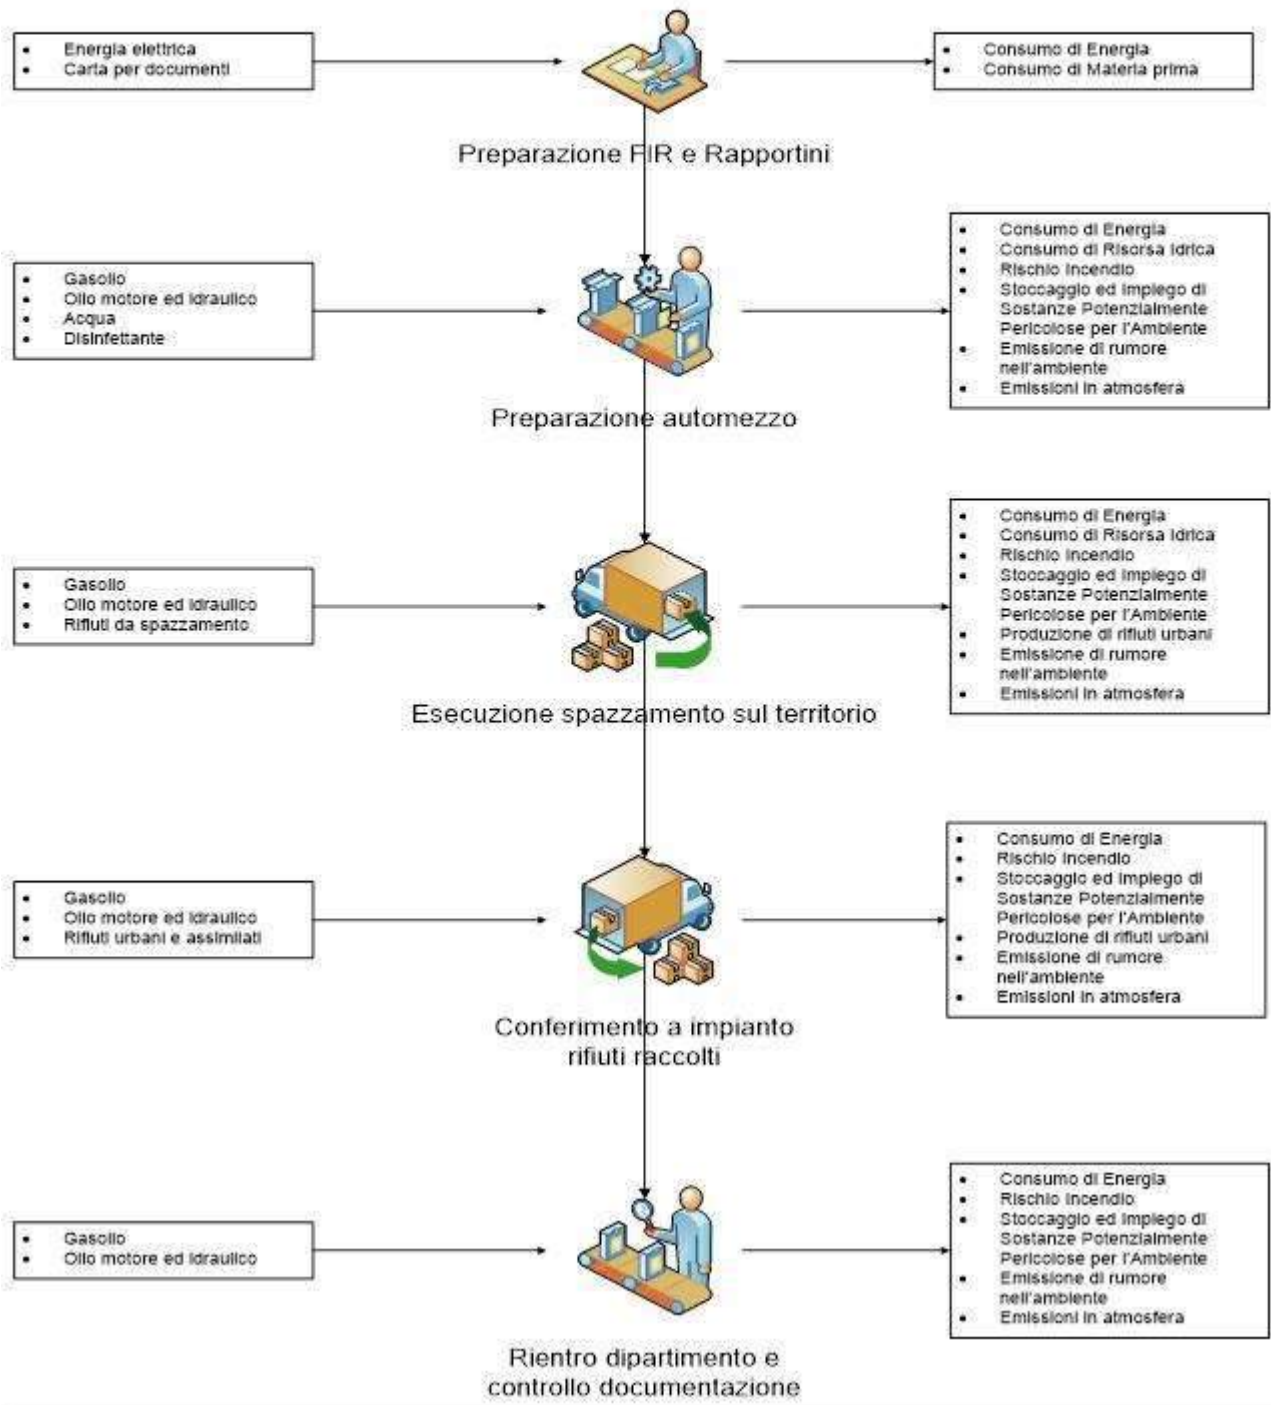 Energia elettrica
Carta per documenti
Consumo di Energia
Consumo di Materia prima
Preparazione FIR e Rapportini
Gasolio
Olio motore ed idraulico
Acqua
Disinfettante
Consumo di Energia
Consumo di Risorsa Idrica
Rischio Incendio
Stoccaggio ed Impiego di
Sostanze Potenzialmente
Pericolose per l'Ambiente
Emissione di rumore
nell'ambiente
Emissioni in atmosfera
Preparazione automezzo
Gasolio
Olio motore ed idraulico
Rifiuti da spazzamento
Consumo di Energia
Consumo di Risorsa Idrica
Rischio Incendio
Stoccaggio ed Impiego di
Sostanze Potenzialmente
Pericolose per l'Ambiente
Produzione di rifiuti urbani
Emissione di rumore
nell'ambiente
Emissioni in atmosfera
Esecuzione spazzamento sul territorio
Gasolio
Olio motore ed idraulico
Rifiuti urbani e assimilati
Consumo di Energia
Rischio Incendio
Stoccaggio ed Impiego di
Sostanze Potenzialmente
Pericolose per l'Ambiente
Produzione di rifiuti urbani
Emissione di rumore
nell'ambiente
Emissioni in atmosfera
Conferimento a impianto
rifiuti raccolti
Gasolio
Olio motore ed idraulico
Consumo di Energia
Rischio Incendio
Stoccaggio ed Impiego di
Sostanze Potenzialmente
Pericolose per l'Ambiente
Emissione di rumore
nell'ambiente
Emissioni in atmosfera
Rientro dipartimento e
controllo documentazione